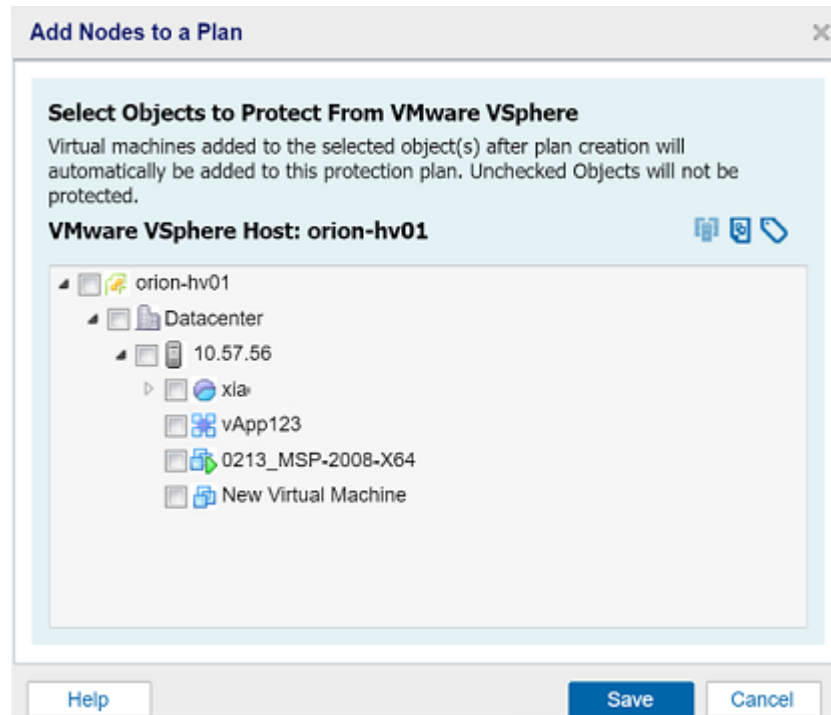 Add Nodes to a Plan
Select Objects to Protect From VMware VSphere
Virtual machines added to the selected object(s) after plan creation will
automatically be added to this protection plan. Unchecked Objects will not be
protected.
VMware VSphere Host: orion-hv01
orion-hv01
Datacenter
10.57.56
xia
vApp123
0213_MSP-2008-X64
New Virtual Machine
Help
Save
Cancel